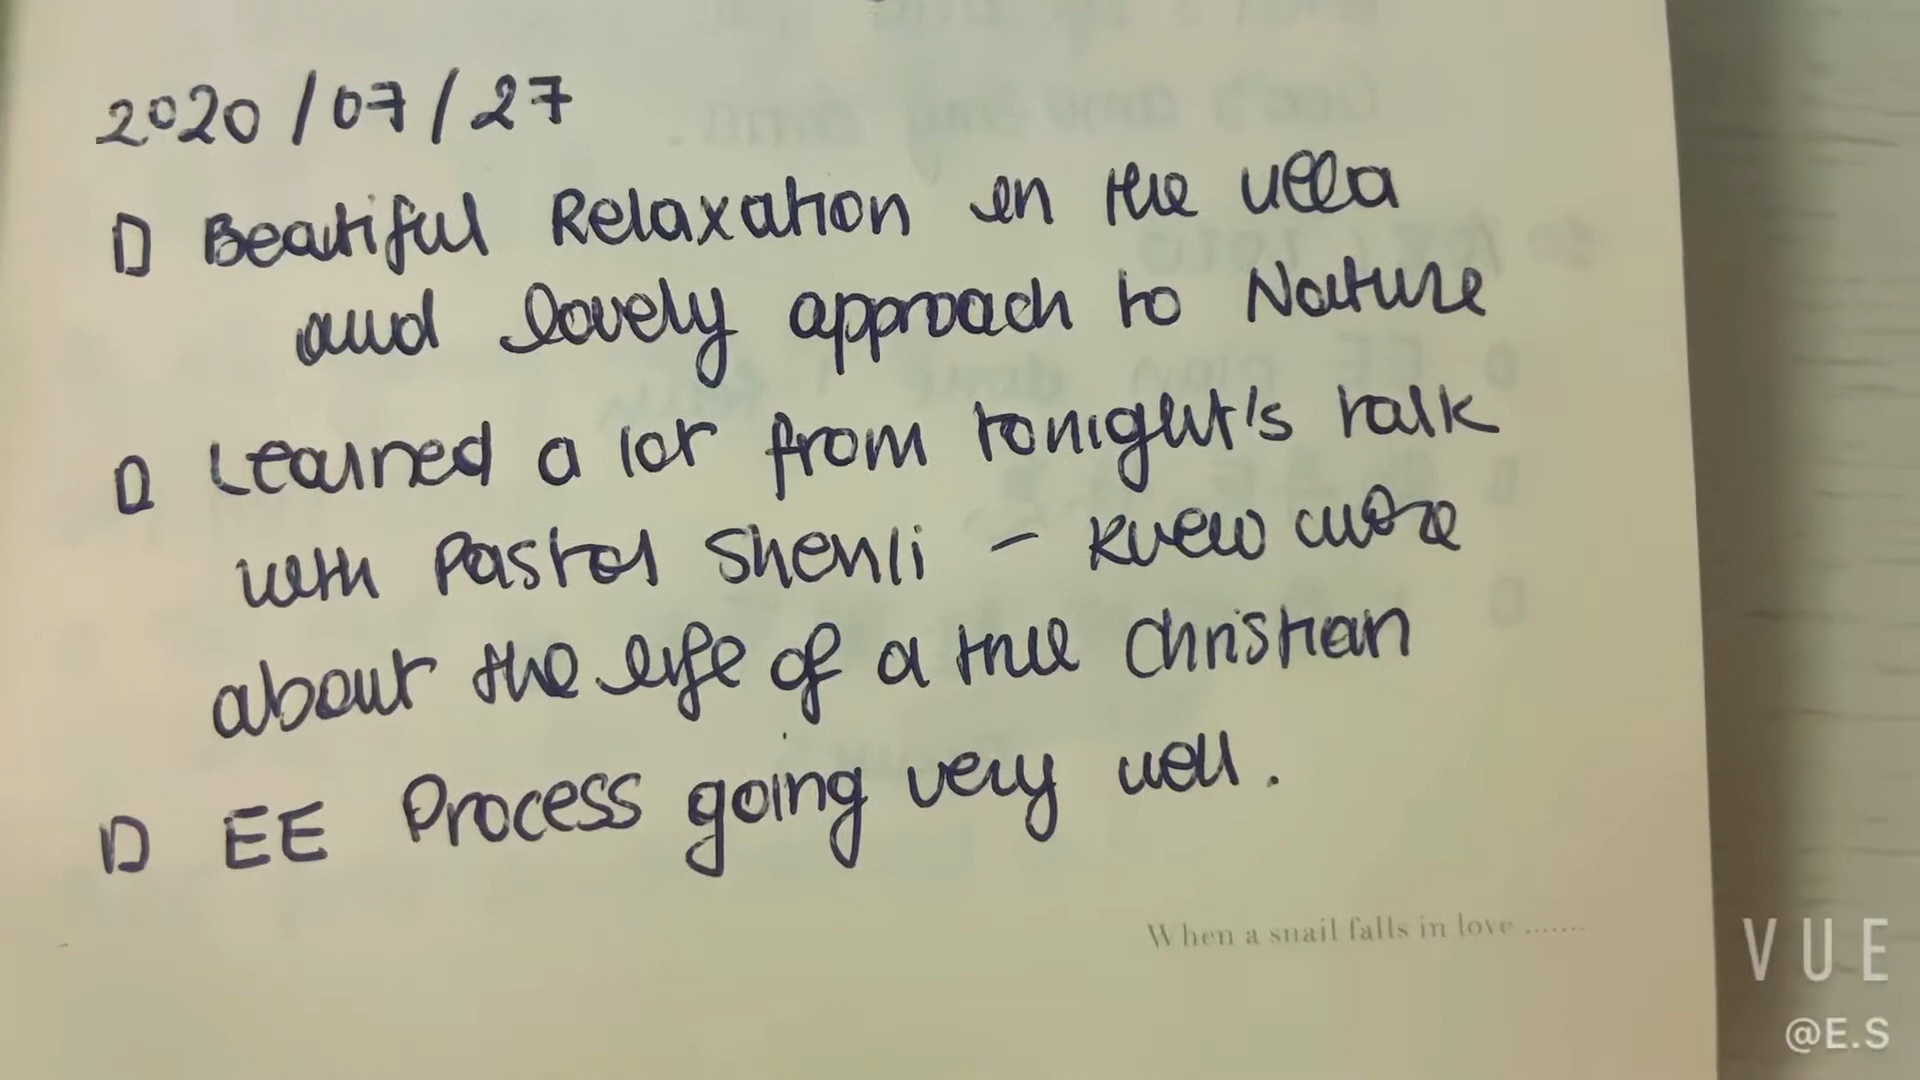 2020/07/27
Beautiful Relaxation in the villa
and lovely approach to Nature
Learned a lot from tonight's talk
with Pastor Shenli - knew more
about the life of a true Christian
EE Process going very well.
When a snail falls in love .......
VUE
@E.S